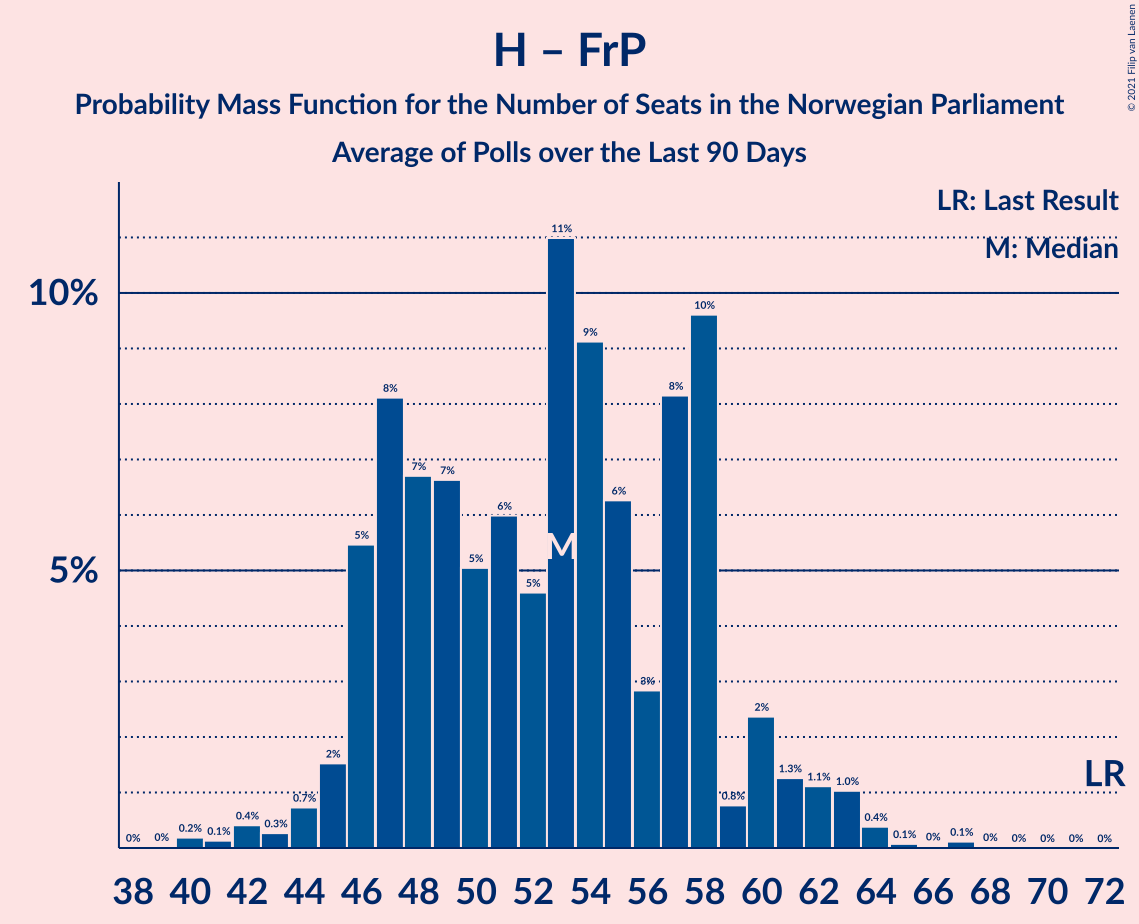 H – FrP
Probability Mass Function for the Number of Seats in the Norwegian Parliament
Average of Polls over the Last 90 Days
© 2021 Filip van Laenen
LR: Last Result
M: Median
10%
5%
0% 0% 0.2% 0.1% 0.4% 0.3% 0.7% 2% 5% 8% 7% 7% 5% 6% 5% 11% 9% 6% 3% 8% 10% 0.8% 2% 1.3% 1.1% 1.0% 0.4% 0.1% 0% 0.1% 0% 0% 0% 0% 0%
M
LR
38 40 42 44 46 48 50 52 54 56 58 60 62 64 66 68 70 72